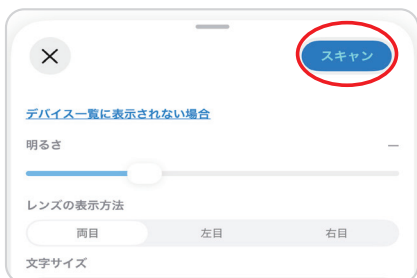 スキャン
デバイス一覧に表示されない場合
明るさ
レンズの表示方法
両目 左目 右目
文字サイズ